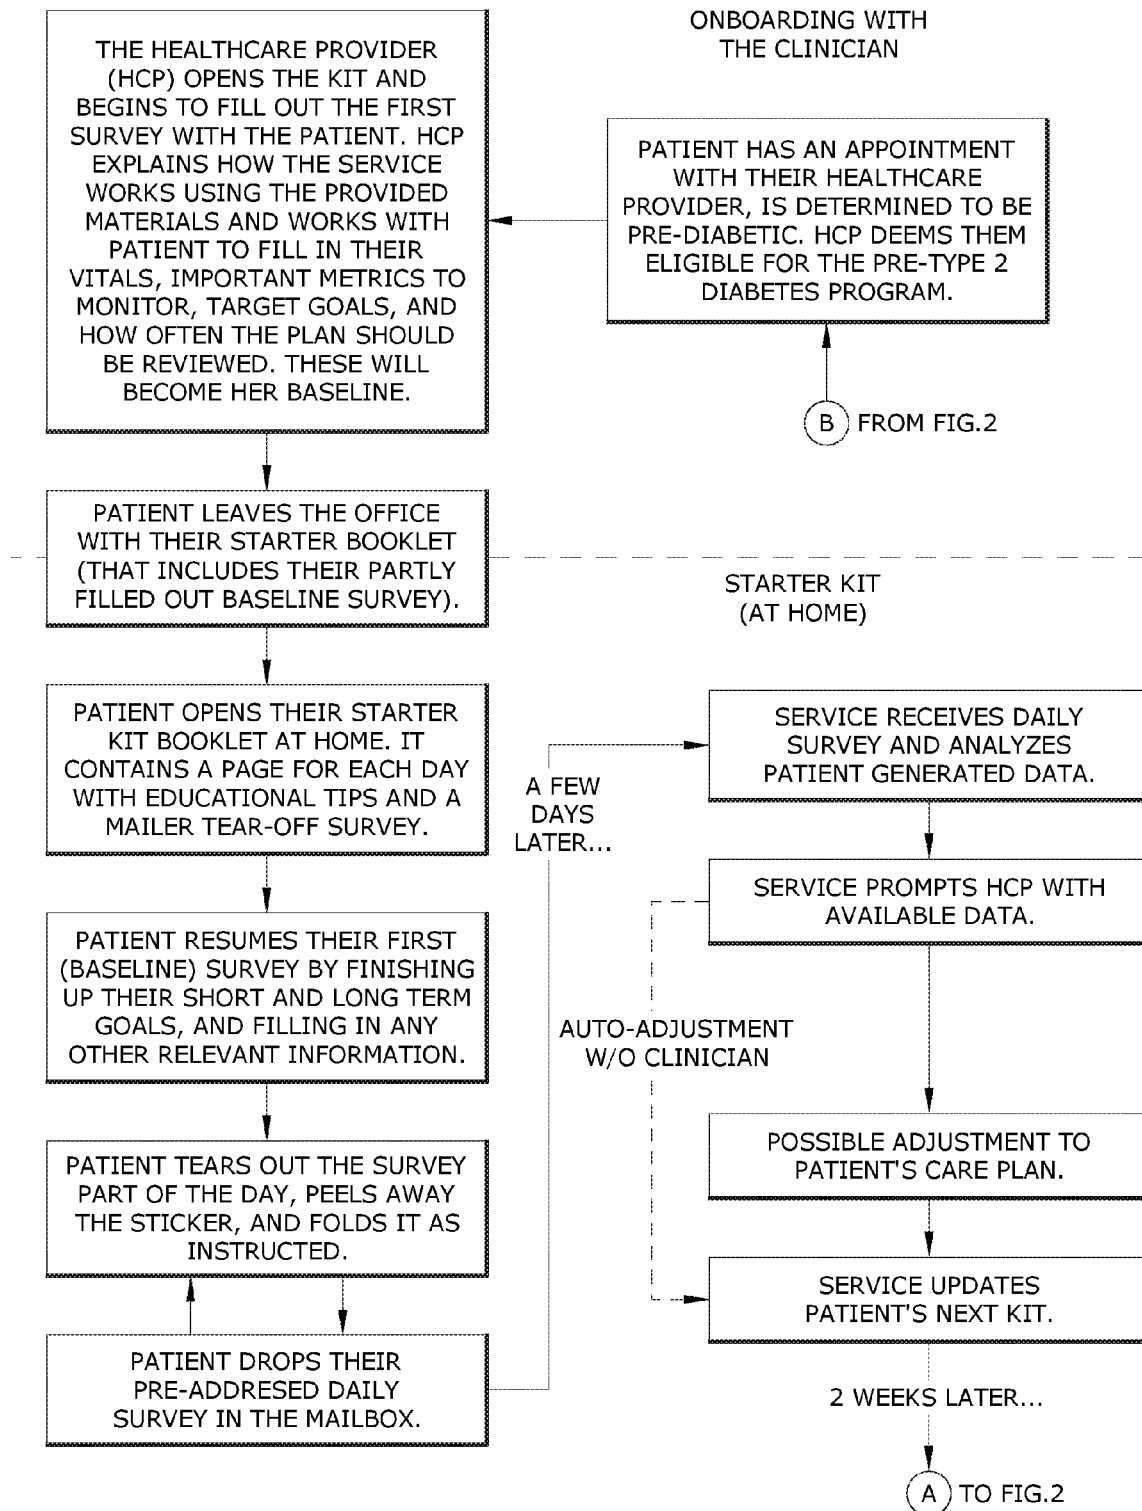 ONBOARDING WITH
THE CLINICIAN
THE HEALTHCARE PROVIDER
(HCP) OPENS THE KIT AND
BEGINS TO FILL OUT THE FIRST
SURVEY WITH THE PATIENT. HCP
EXPLAINS HOW THE SERVICE
WORKS USING THE PROVIDED
MATERIALS AND WORKS WITH
PATIENT TO FILL IN THEIR
VITALS, IMPORTANT METRICS TO
MONITOR, TARGET GOALS, AND
HOW OFTEN THE PLAN SHOULD
BE REVIEWED. THESE WILL
BECOME HER BASELINE.
PATIENT HAS AN APPOINTMENT
WITH THEIR HEALTHCARE
PROVIDER, IS DETERMINED TO BE
PRE-DIABETIC. HCP DEEMS THEM
ELIGIBLE FOR THE PRE-TYPE 2
DIABETES PROGRAM.
B FROM FIG.2
PATIENT LEAVES THE OFFICE
WITH THEIR STARTER BOOKLET
(THAT INCLUDES THEIR PARTLY
FILLED OUT BASELINE SURVEY).
STARTER KIT
(AT HOME)
PATIENT OPENS THEIR STARTER
KIT BOOKLET AT HOME. IT
CONTAINS A PAGE FOR EACH DAY
WITH EDUCATIONAL TIPS AND A
MAILER TEAR-OFF SURVEY.
PATIENT RESUMES THEIR FIRST
(BASELINE) SURVEY BY FINISHING
UP THEIR SHORT AND LONG TERM
GOALS, AND FILLING IN ANY
OTHER RELEVANT INFORMATION.
PATIENT TEARS OUT THE SURVEY
PART OF THE DAY, PEELS AWAY
THE STICKER, AND FOLDS IT AS
INSTRUCTED.
PATIENT DROPS THEIR
PRE-ADDRESED DAILY
SURVEY IN THE MAILBOX.
A FEW
DAYS
LATER...
SERVICE RECEIVES DAILY
SURVEY AND ANALYZES
PATIENT GENERATED DATA.
SERVICE PROMPTS HCP WITH
AVAILABLE DATA.
AUTO-ADJUSTMENT
W/O CLINICIAN
POSSIBLE ADJUSTMENT TO
PATIENT'S CARE PLAN.
SERVICE UPDATES
PATIENT'S NEXT KIT.
2 WEEKS LATER...
A TO FIG.2